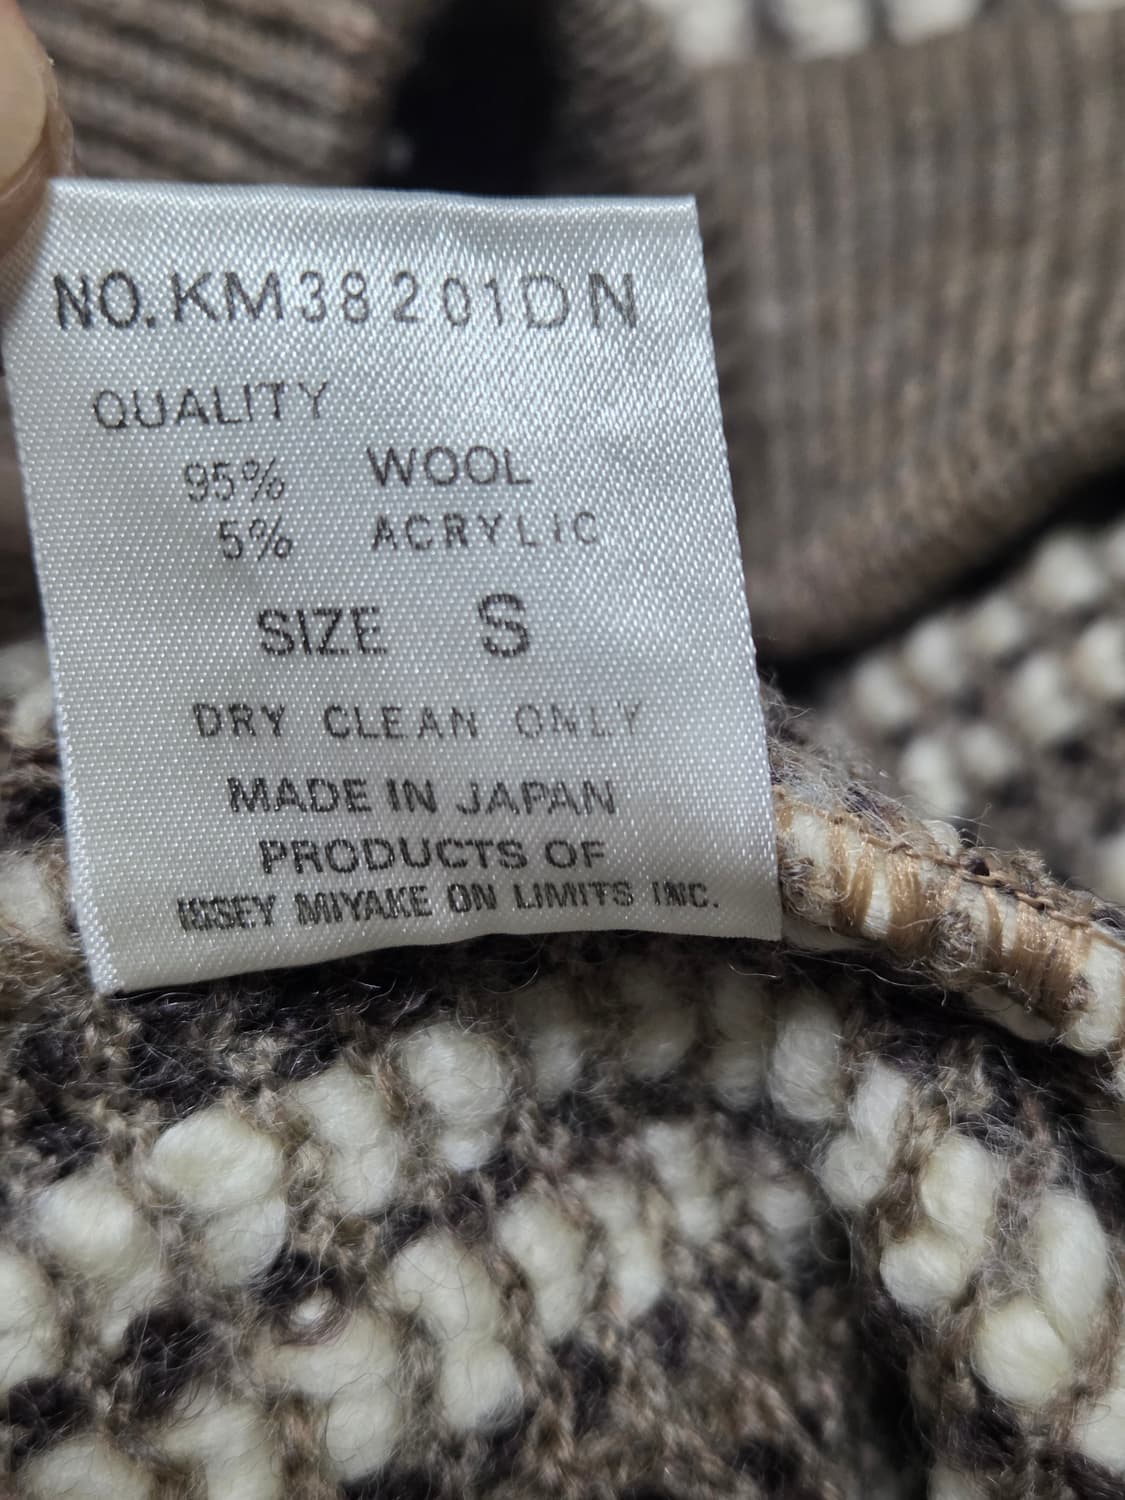 NO.KM38201DN
QUALITY
95% WOOL
5% ACRYLIC
SIZE S
DRY CLEAN ONLY
MADE IN JAPAN
PRODUCTS OF
ISSEY MIYAKE ON LIMITS INC.